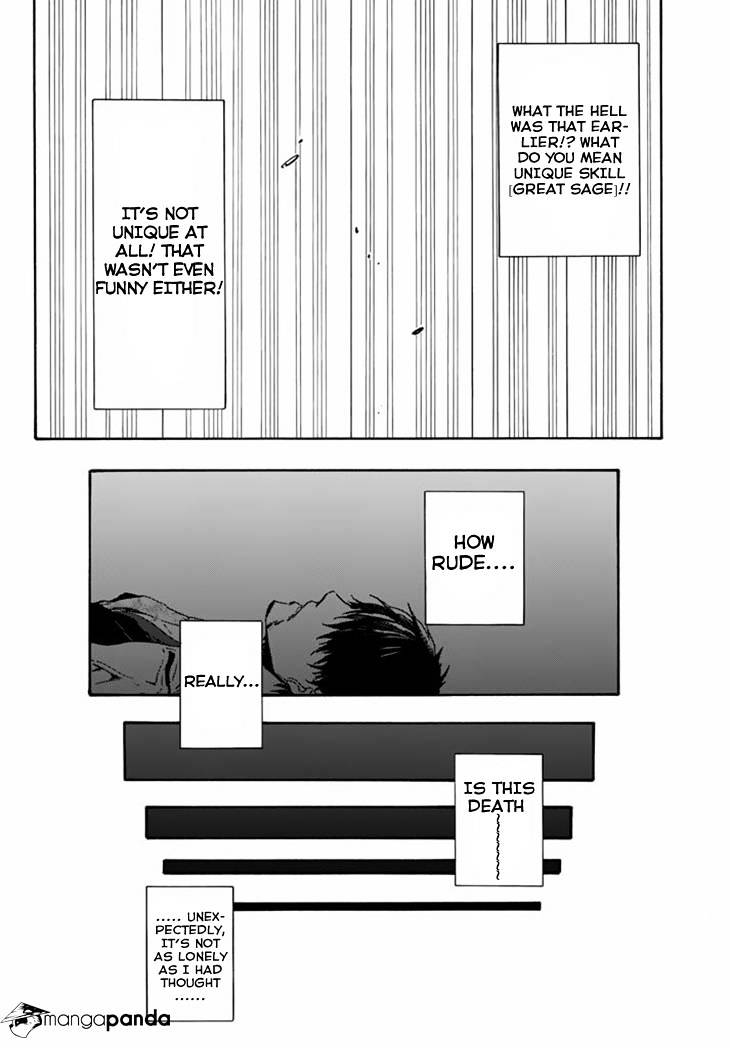 WHAT THE HELL
WAS THAT EAR-
LIER!? WHAT
DO YOU MEAN
UNIQUE SKILL
[GREAT SAGE]!!
IT'S NOT
UNIQUE AT
ALL! THAT
WASN'T EVEN
FUNNY EITHER!
HOW
RUDE....
REALLY...
IS THIS
DEATH
..... UNEX-
PECTEDLY,
IT'S NOT
AS LONELY
AS I HAD
THOUGHT
......
mangapanda